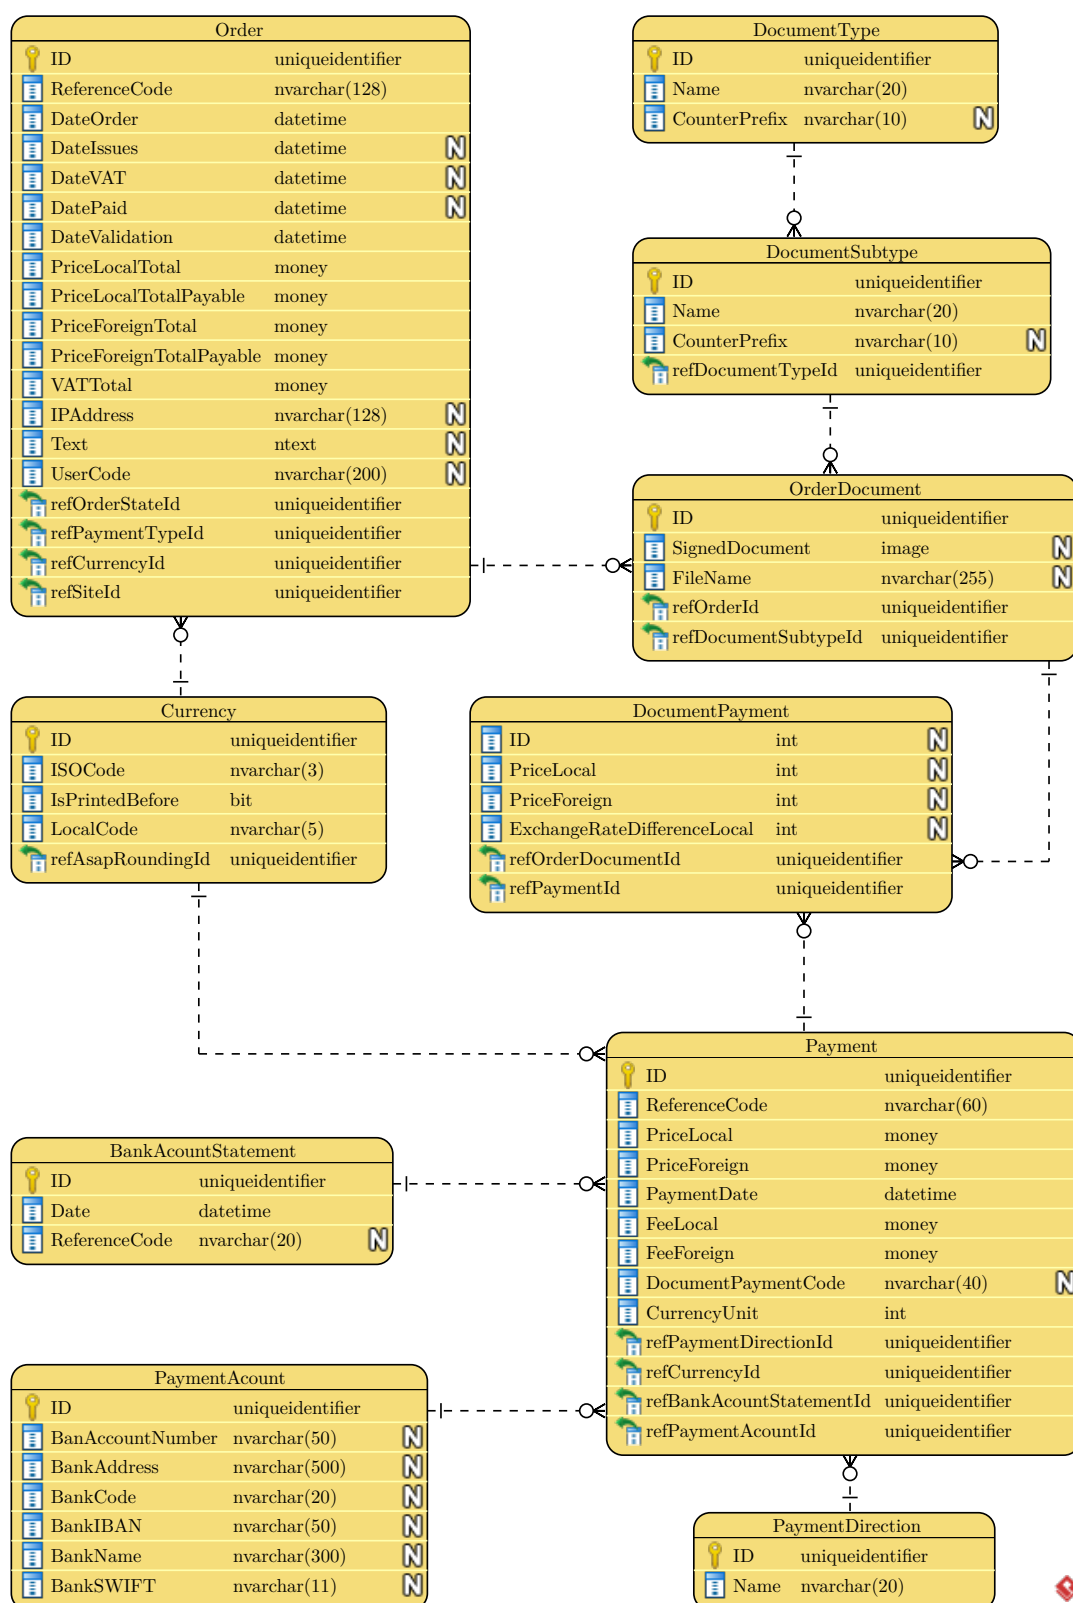 Order
ID uniqueidentifier
ReferenceCode nvarchar(128)
DateOrder datetime
DateIssues datetime N
DateVAT datetime N
DatePaid datetime N
DateValidation datetime
PriceLocalTotal money
PriceLocalTotalPayable money
PriceForeignTotal money
PriceForeignTotalPayable money
VATTotal money
IPAddress nvarchar(128) N
Text ntext N
UserCode nvarchar(200) N
refOrderStateId uniqueidentifier
refPaymentTypeId uniqueidentifier
refCurrencyId uniqueidentifier
refSiteId uniqueidentifier
DocumentType
ID uniqueidentifier
Name nvarchar(20)
CounterPrefix nvarchar(10) N
DocumentSubtype
ID uniqueidentifier
Name nvarchar(20)
CounterPrefix nvarchar(10) N
refDocumentTypeId uniqueidentifier
OrderDocument
ID uniqueidentifier
SignedDocument image N
FileName nvarchar(255) N
refOrderId uniqueidentifier
refDocumentSubtypeId uniqueidentifier
Currency
ID uniqueidentifier
ISOCode nvarchar(3)
IsPrintedBefore bit
LocalCode nvarchar(5)
refAsapRoundingId uniqueidentifier
DocumentPayment
ID int N
PriceLocal int N
PriceForeign int N
ExchangeRateDifferenceLocal int N
refOrderDocumentId uniqueidentifier
refPaymentId uniqueidentifier
Payment
ID uniqueidentifier
ReferenceCode nvarchar(60)
PriceLocal money
PriceForeign money
PaymentDate datetime
FeeLocal money
FeeForeign money
DocumentPaymentCode nvarchar(40) N
CurrencyUnit int
refPaymentDirectionId uniqueidentifier
refCurrencyId uniqueidentifier
refBankAcountStatementId uniqueidentifier
refPaymentAcountId uniqueidentifier
BankAcountStatement
ID uniqueidentifier
Date datetime
ReferenceCode nvarchar(20) N
PaymentAcount
ID uniqueidentifier
BanAccountNumber nvarchar(50) N
BankAddress nvarchar(500) N
BankCode nvarchar(20) N
BankIBAN nvarchar(50) N
BankName nvarchar(300) N
BankSWIFT nvarchar(11) N
PaymentDirection
ID uniqueidentifier
Name nvarchar(20)